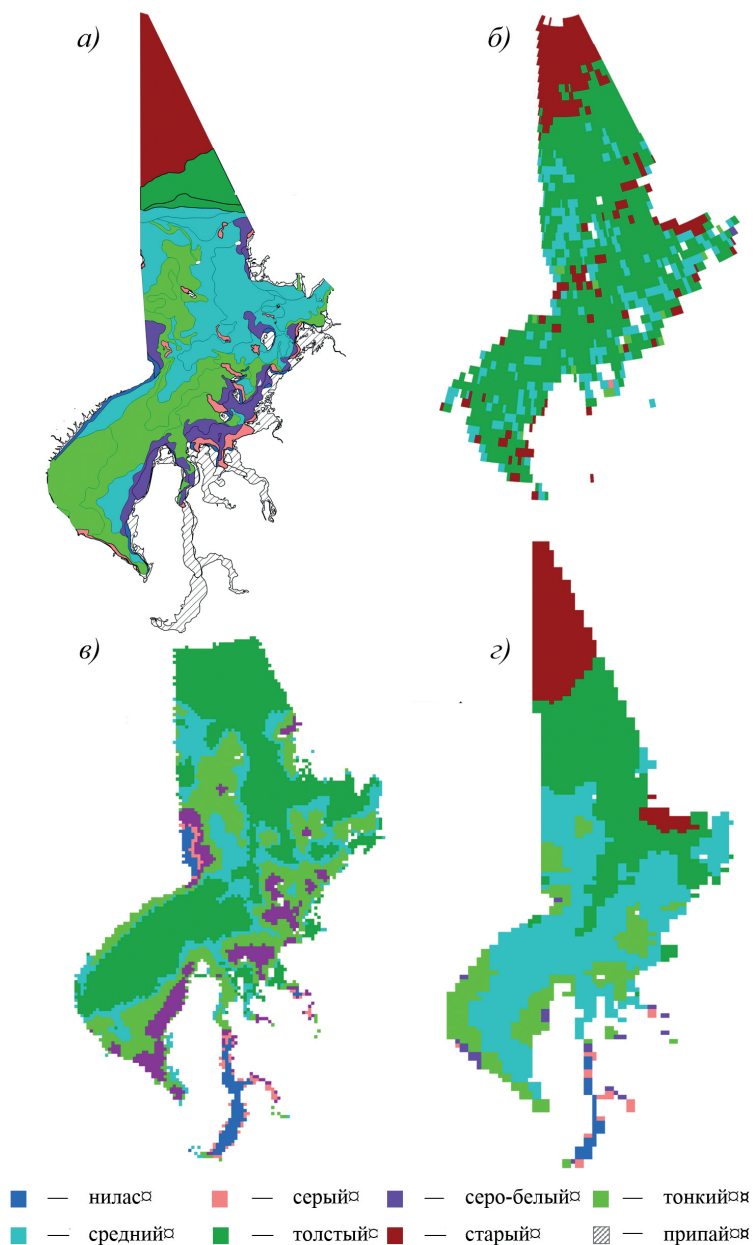 а) б)
в) г)
— нилас¤ — серый¤ — серо-белый¤ — тонкий¤¤
— средний¤ — толстый¤ — старый¤ — припай¤¤